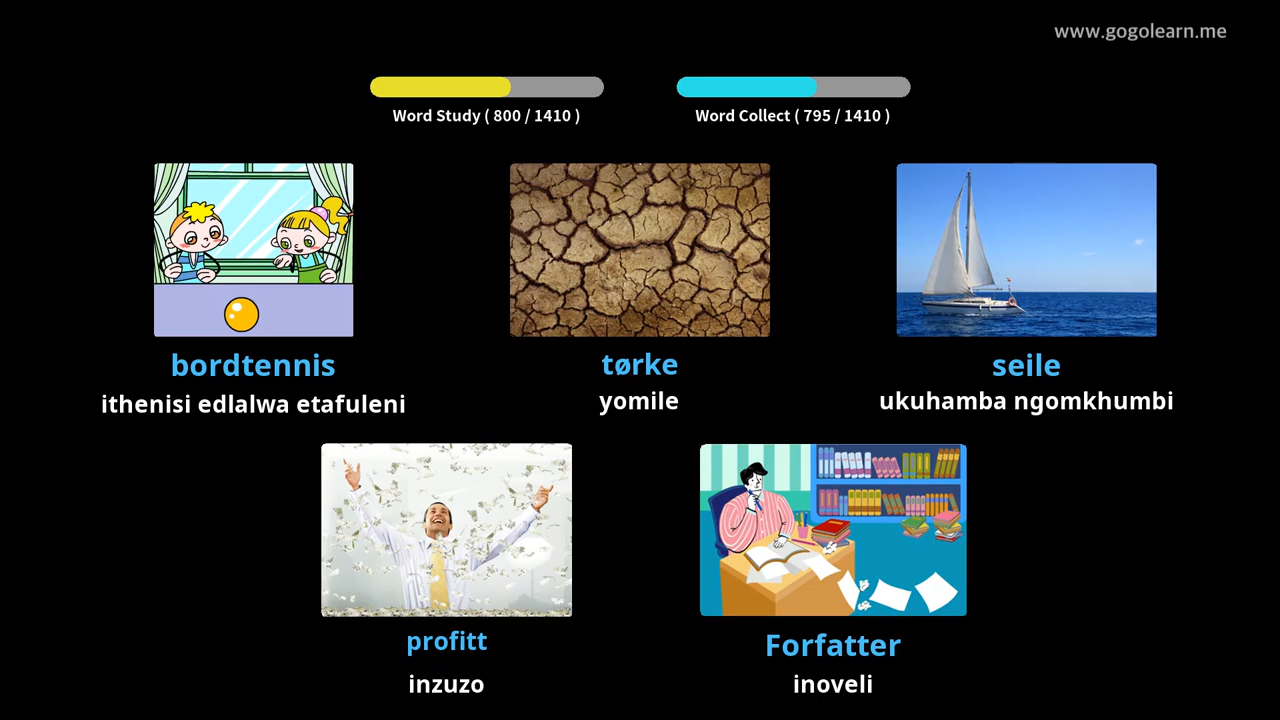 www.gogolearn.me
Word Study ( 800 / 1410 )
Word Collect ( 795 / 1410 )
bordtennis
ithenisi edlalwa etafuleni
tørke
yomile
seile
ukuhamba ngomkhumbi
profitt
inzuzo
Forfatter
inoveli